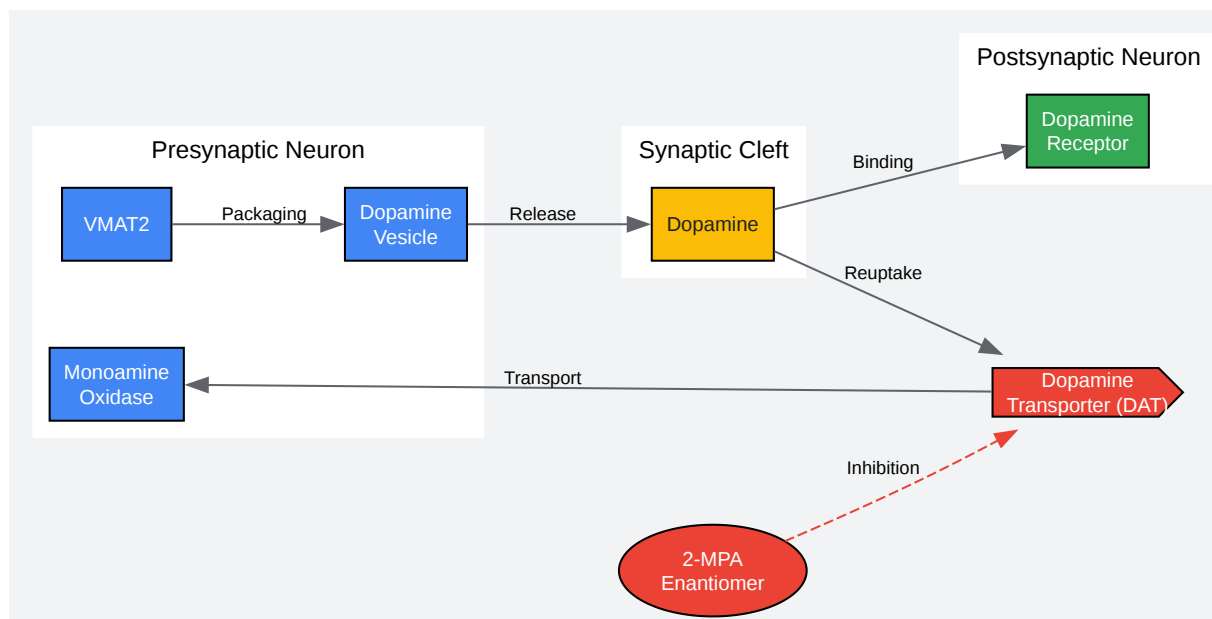 Postsynaptic Neuron
Dopamine
Receptor
Presynaptic Neuron
Synaptic Cleft
Binding
VMAT2
Packaging
Dopamine
Vesicle
Release
Dopamine
Reuptake
Monoamine
Oxidase
Transport
Dopamine
Transporter (DAT)
Inhibition
2-MPA
Enantiomer